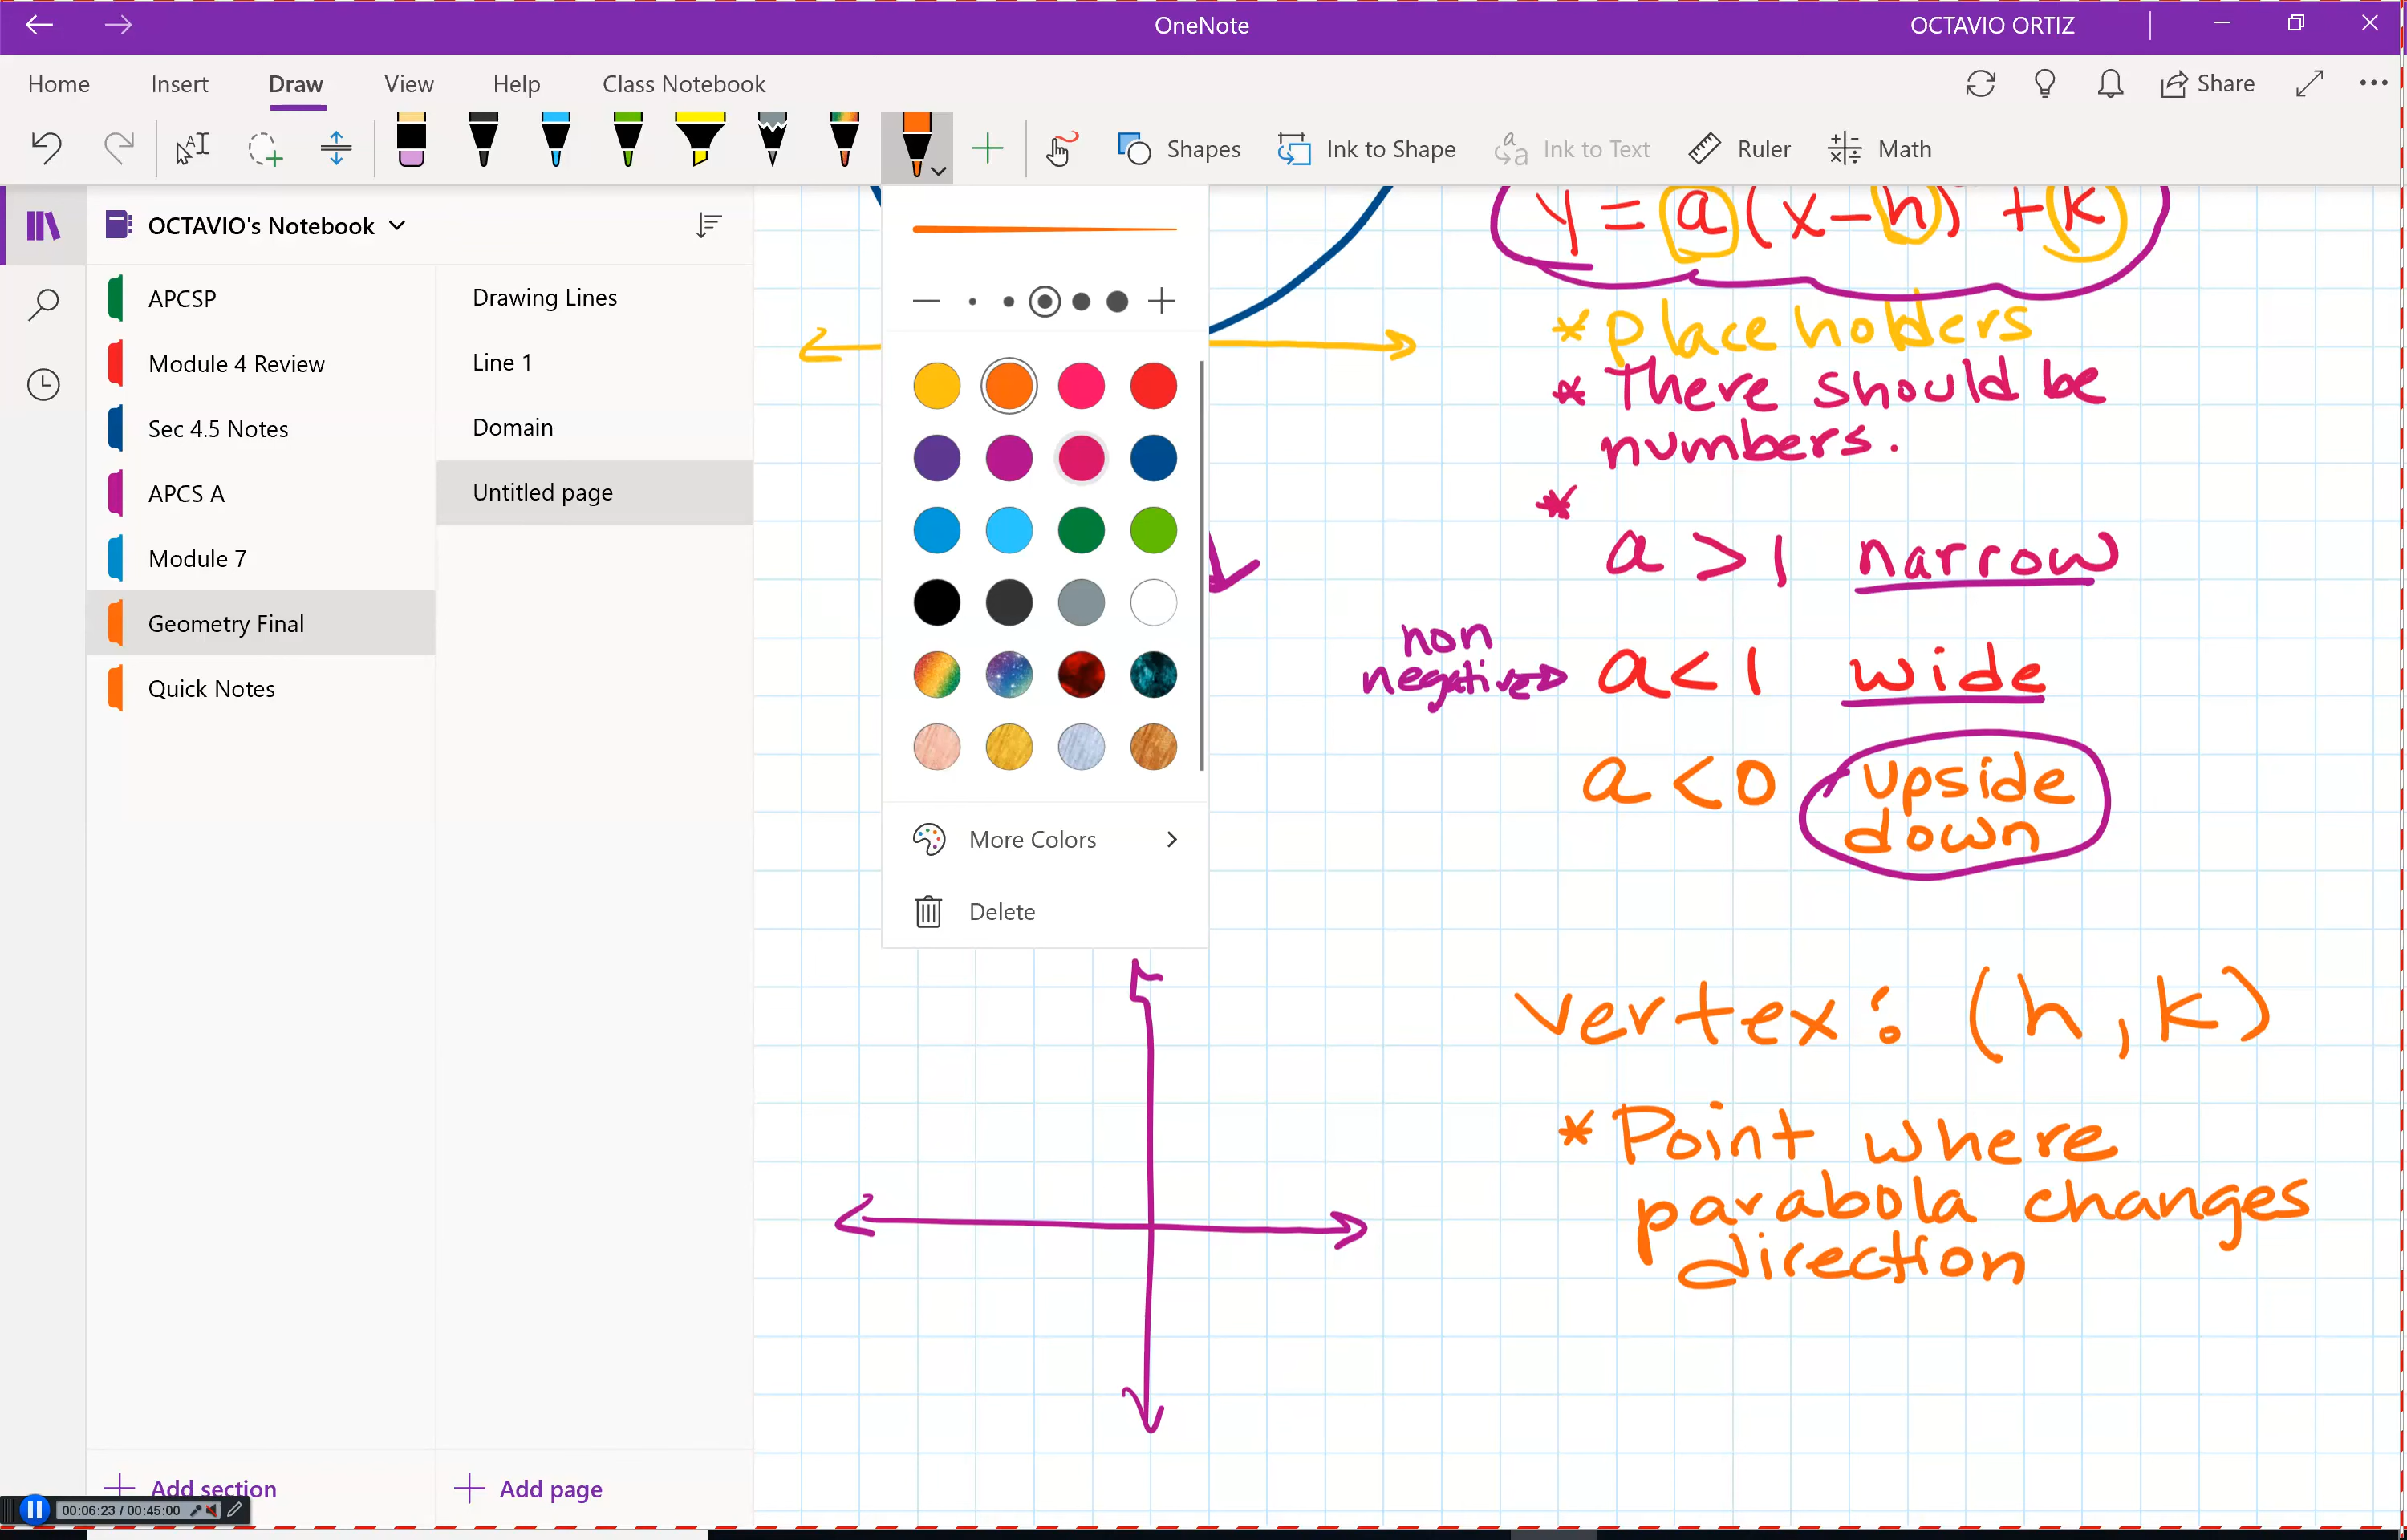 OneNote
OCTAVIO ORTIZ
Home Insert Draw View Help Class Notebook
Share
Shapes Ink to Shape Ink to Text Ruler Math
OCTAVIO's Notebook
APCSP
Module 4 Review
Sec 4.5 Notes
APCS A
Module 7
Geometry Final
Quick Notes
Add section
Drawing Lines
Line 1
Domain
Untitled page
Add page
More Colors
Delete
y = a(x-h) + k
* Place holders
* There should be
numbers.
*
a > 1 narrow
non
negative
a < 1 wide
a < 0 upside
down
Vertex: (h, k)
* Point where
parabola changes
direction
00:06:23 / 00:45:00